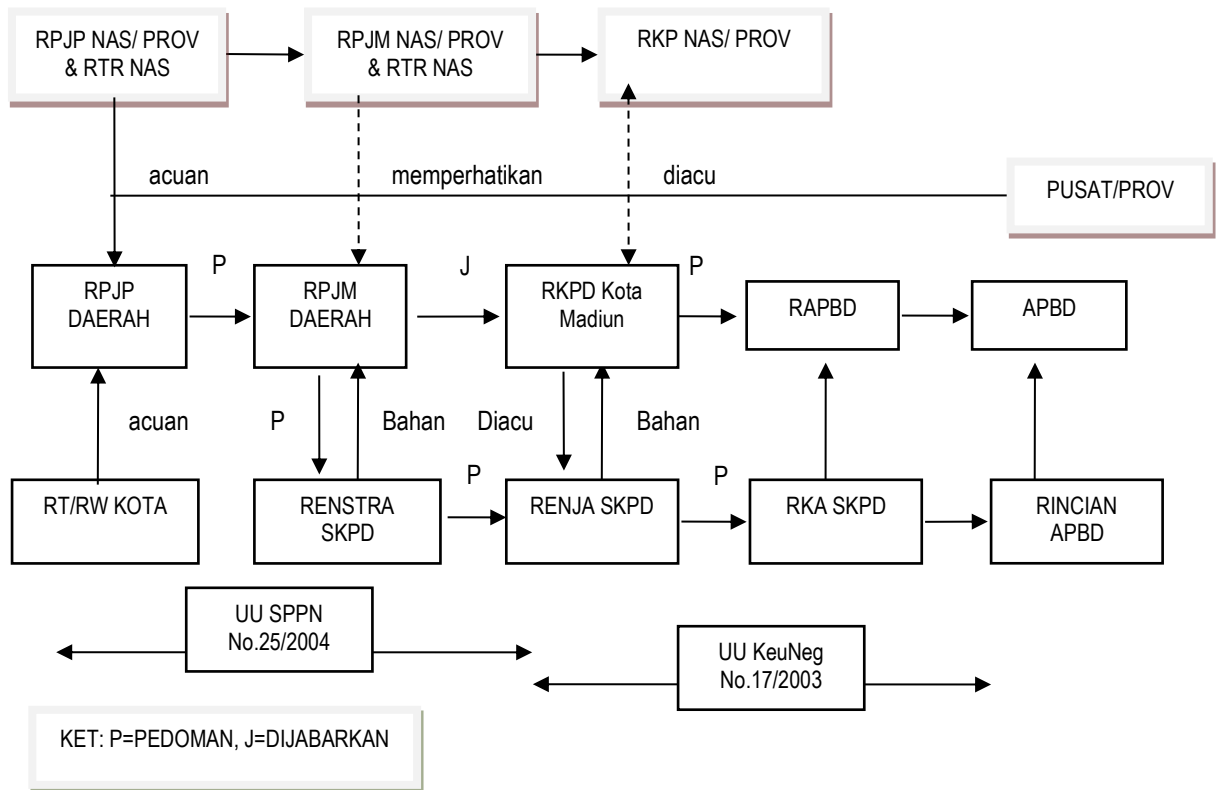 RPJP NAS/ PROV
& RTR NAS
RPJM NAS/ PROV
& RTR NAS
RKP NAS/ PROV
acuan
memperhatikan
diacu
PUSAT/PROV
RPJP
DAERAH
P
RPJM
DAERAH
J
RKPD Kota
Madiun
P
RAPBD
APBD
acuan
P
Bahan
Diacu
Bahan
RT/RW KOTA
RENSTRA
SKPD
P
RENJA SKPD
P
RKA SKPD
RINCIAN
APBD
UU SPPN
No.25/2004
UU KeuNeg
No.17/2003
KET: P=PEDOMAN, J=DIJABARKAN